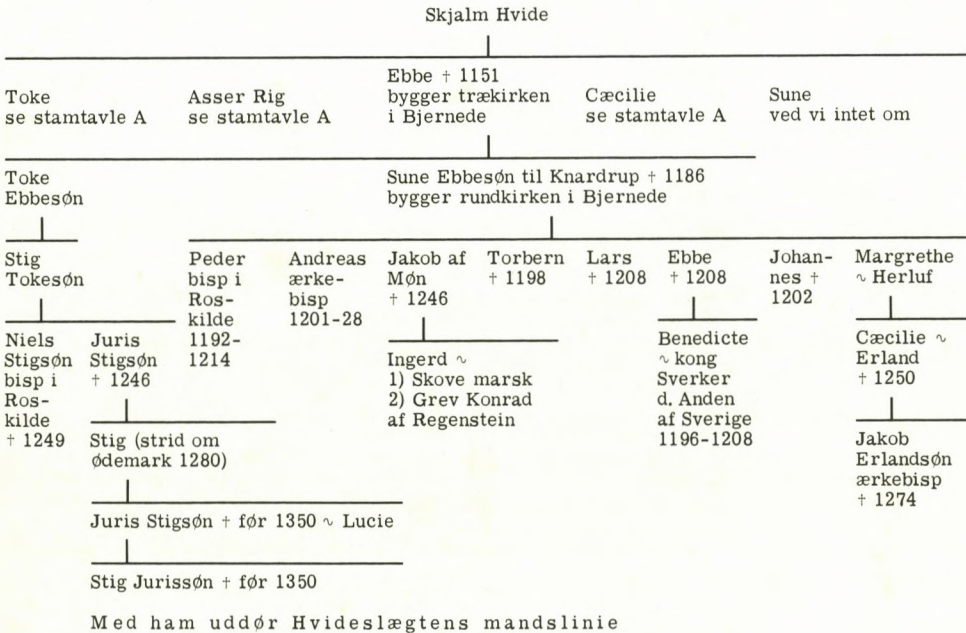 Skjalm Hvide
Toke
se stamtavle A
Asser Rig
se stamtavle A
Ebbe † 1151
bygger trækirken
i Bjernede
Cæcilie
se stamtavle A
Sune
ved vi intet om
Toke
Ebbesøn
Sune Ebbesøn til Knardrup † 1186
bygger rundkirken i Bjernede
Stig
Tokesøn
Peder
bisp i
Ros-
kilde
1192-
1214
Andreas
ærke-
bisp
1201-28
Jakob af
Møn
† 1246
Torbern
† 1198
Lars
† 1208
Ebbe
† 1208
Johan-
nes †
1202
Margrethe
~ Herluf
Niels
Stigsøn
bisp i
Ros-
kilde
† 1249
Juris
Stigsøn
† 1246
Ingerd ~
1) Skove marsk
2) Grev Konrad
af Regenstein
Benedicte
~ kong
Sverker
d. Anden
af Sverige
1196-1208
Cæcilie ~
Erland
† 1250
Stig (strid om
ødemark 1280)
Jakob
Erlandsøn
ærkebisp
† 1274
Juris Stigsøn † før 1350 ~ Lucie
Stig Jurissøn † før 1350
Med ham uddør Hvideslægtens mandslinie